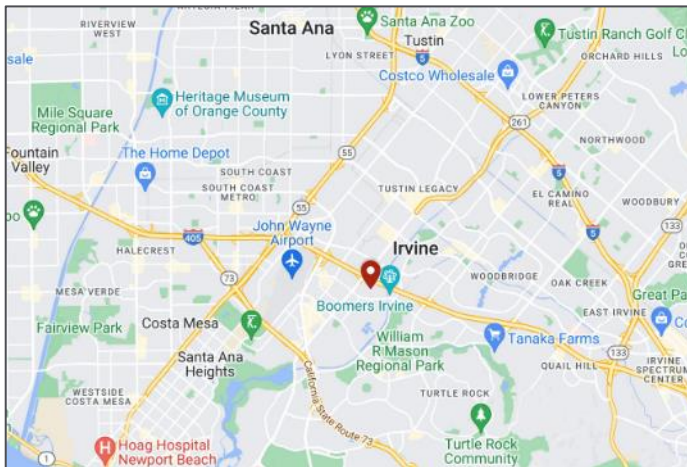 RIVERVIEW
WEST
Santa Ana
Santa Ana Zoo
Tustin
Tustin Ranch Golf
LYON STREET
5
ORCHARD HILLS
Costco Wholesale
LOWER PETERS
CANYON
Heritage Museum
of Orange County
261
Mile Square
Regional Park
NORTHWOOD
55
Fountain
Valley
The Home Depot
SOUTH COAST
5
SOUTH COAST
METRO
TUSTIN LEGACY
EL CAMINO
REAL
WOODBURY
55
133
John Wayne
Airport
405
5
HALECREST
Irvine
73
WOODBRIDGE
OAK CREEK
MESA VERDE
Great
Boomers Irvine
EAST IRVINE
Fairview Park
Costa Mesa
William
R Mason
Regional Park
Tanaka Farms
Santa Ana
Heights
133
IRVINE
SPECTRUM
CENTER
QUAIL HILL
California State Route 73
TURTLE ROCK
WESTSIDE
COSTA MESA
H
Hoag Hospital
Newport Beach
Turtle Rock
Community
1